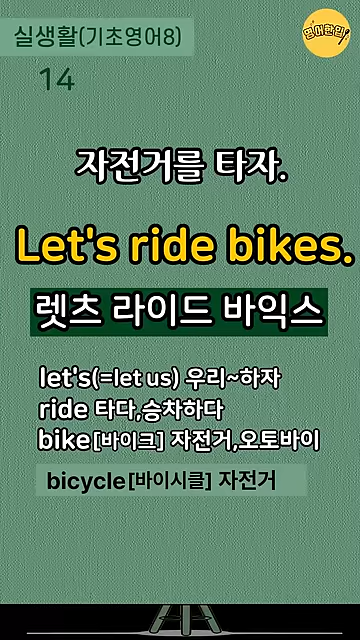 실생활(기초영어8)
영어한입
14
자전거를 타자.
Let's ride bikes.
렛츠 라이드 바익스
let's(=let us) 우리~하자
ride 타다,승차하다
bike[바이크] 자전거,오토바이
bicycle[바이시클] 자전거